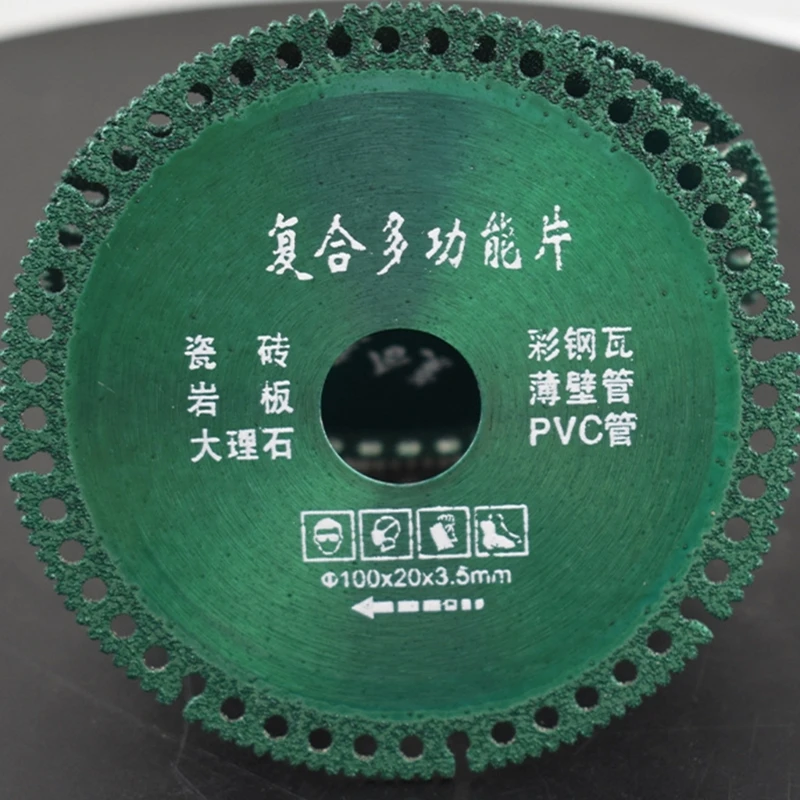 复合多功能片
瓷 砖
岩 板
大理石
彩钢瓦
薄壁管
PVC管
Φ100x20x3.5mm